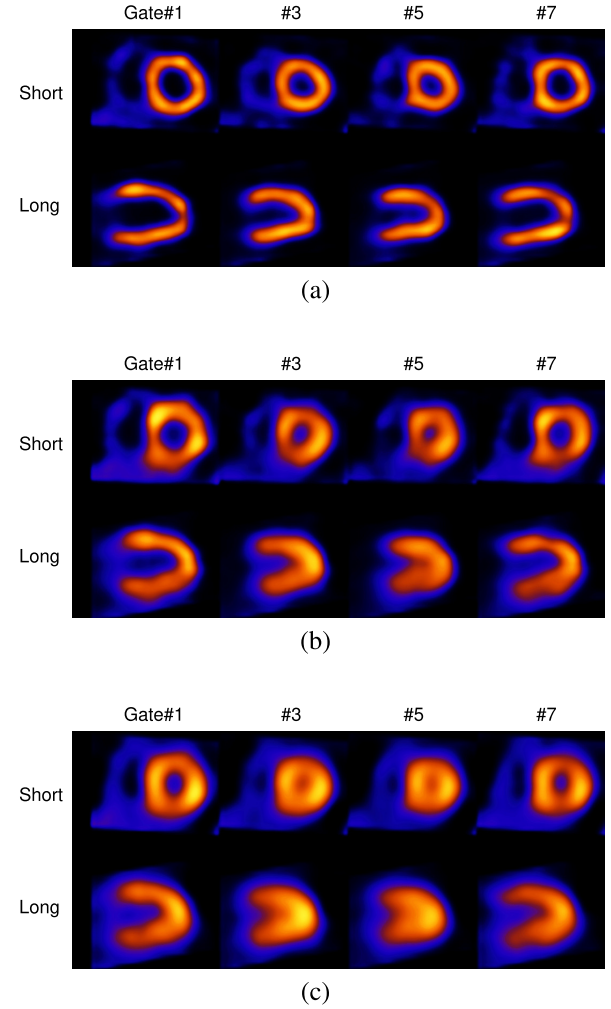 Gate#1 #3 #5 #7
Short
Long
(a)
Gate#1 #3 #5 #7
Short
Long
(b)
Gate#1 #3 #5 #7
Short
Long
(c)